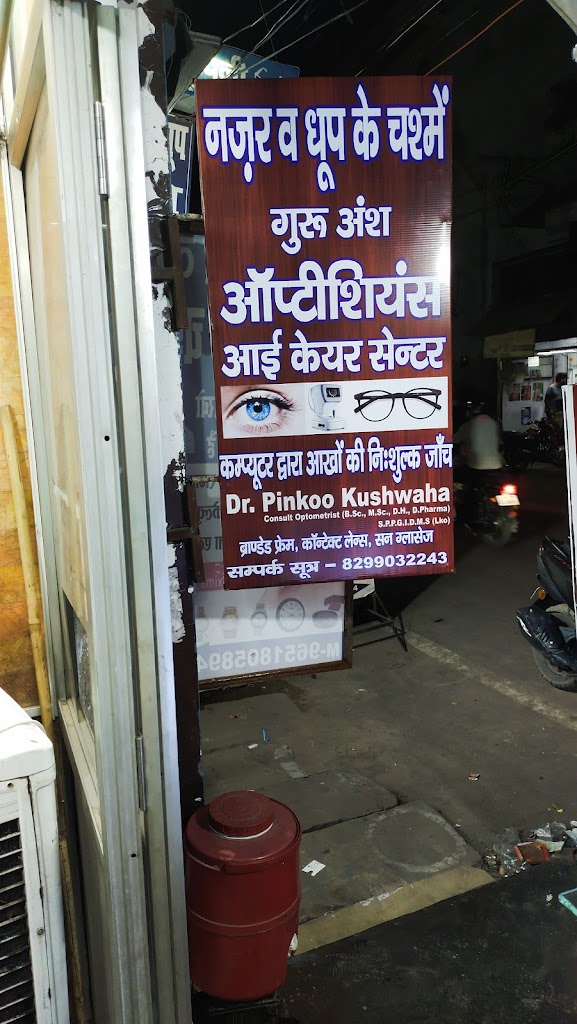 नज़र व धूप के चश्में
गुरू अंश
ऑप्टीशियंस
आई केयर सेन्टर
कम्प्यूटर द्वारा आखों की निःशुल्क जाँच
Dr. Pinkoo Kushwaha
Consult Optometrist (B.Sc., M.Sc., D.H., D.Pharma)
S.P.P.G.I.D.M.S (Lko)
ब्राण्डेड फ्रेम, कॉन्टेक्ट लेन्स, सन ग्लासेज
सम्पर्क सूत्र – 8299032243
M-9651805894